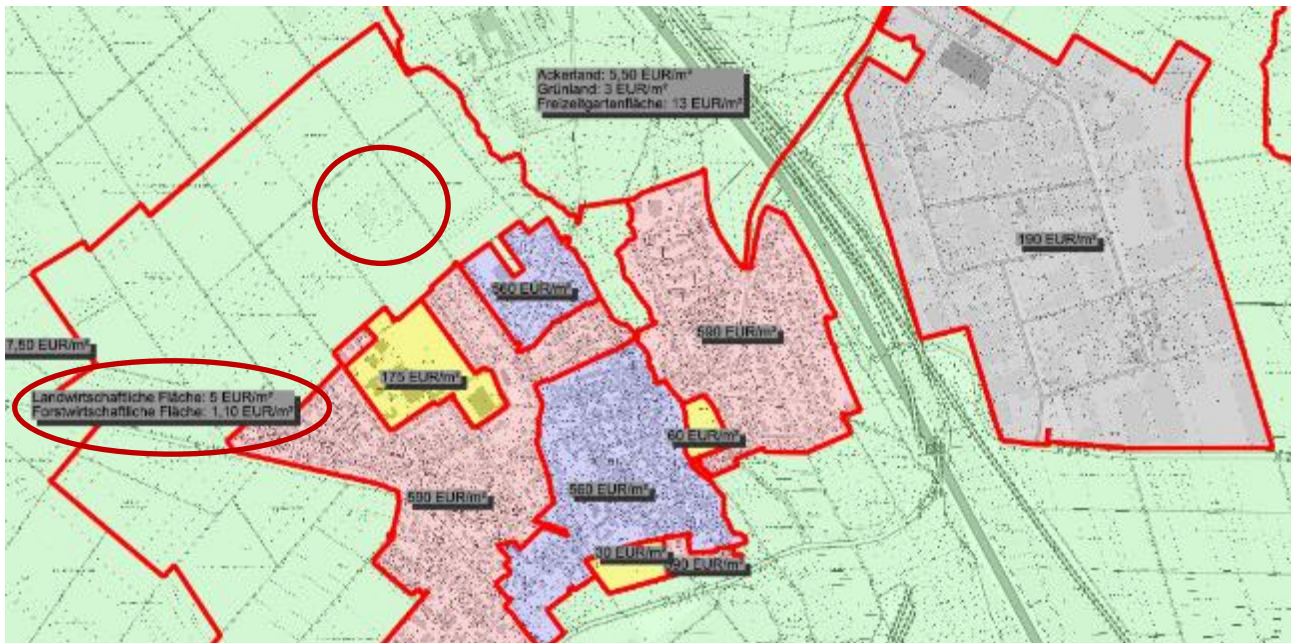 Ackerland: 5,50 EUR/m²
Grünland: 3 EUR/m²
Freizeitgartenfläche: 13 EUR/m²
190 EUR/m²
560 EUR/m²
590 EUR/m²
7,50 EUR/m²
175 EUR/m²
Landwirtschaftliche Fläche: 5 EUR/m²
Forstwirtschaftliche Fläche: 1,10 EUR/m²
60 EUR/m²
590 EUR/m²
560 EUR/m²
30 EUR/m²
EUR/m²